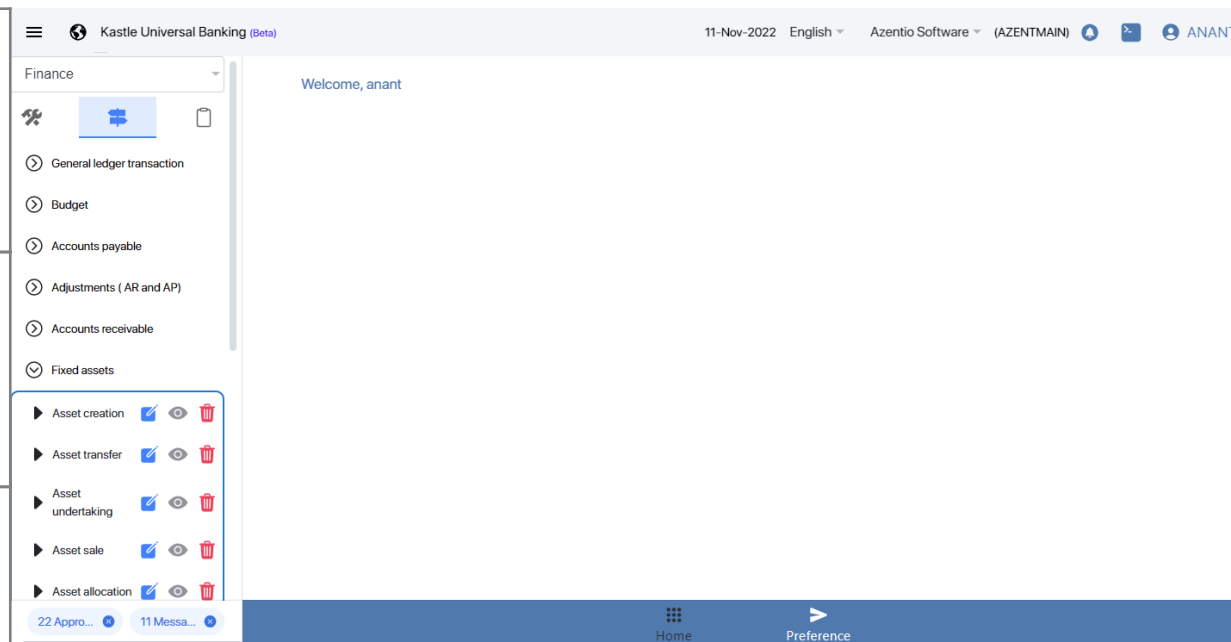 Kastle Universal Banking (Beta)
11-Nov-2022 English Azentio Software (AZENTMAIN) ANANT
Finance
Welcome, anant
General ledger transaction
Budget
Accounts payable
Adjustments ( AR and AP)
Accounts receivable
Fixed assets
Asset creation
Asset transfer
Asset
undertaking
Asset sale
Asset allocation
22 Appro... 11 Messa...
Home Preference